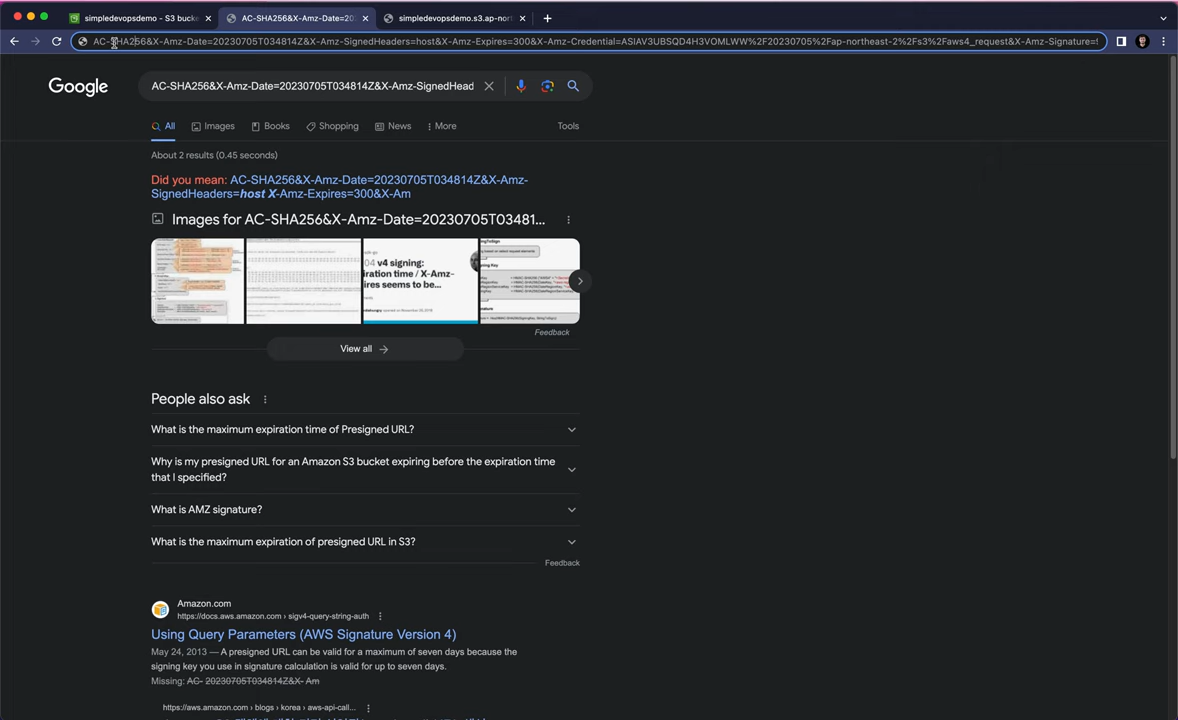 simpledevopsdemo - S3 bucke
AC-SHA256&X-Amz-Date=20
simpledevopsdemo.s3.ap-nort
AC-SHA256&X-Amz-Date=20230705T034814Z&X-Amz-SignedHeaders=host&X-Amz-Expires=300&X-Amz-Credential=ASIAV3UBSQD4H3VOMLWW%2F20230705%2Fap-northeast-2%2Fs3%2Faws4_request&X-Amz-Signature=
Google
AC-SHA256&X-Amz-Date=20230705T034814Z&X-Amz-SignedHead
All
Images
Books
Shopping
News
More
Tools
About 2 results (0.45 seconds)
Did you mean: AC-SHA256&X-Amz-Date=20230705T034814Z&X-Amz-
SignedHeaders=host X-Amz-Expires=300&X-Am
Images for AC-SHA256&X-Amz-Date=20230705T03481...
04 v4 signing:
iration time / X-Amz-
ires seems to be...
Feedback
View all
People also ask
What is the maximum expiration time of Presigned URL?
Why is my presigned URL for an Amazon S3 bucket expiring before the expiration time
that I specified?
What is AMZ signature?
What is the maximum expiration of presigned URL in S3?
Feedback
Amazon.com
https://docs.aws.amazon.com › sigv4-query-string-auth
Using Query Parameters (AWS Signature Version 4)
May 24, 2013 — A presigned URL can be valid for a maximum of seven days because the
signing key you use in signature calculation is valid for up to seven days.
Missing: AC- 20230705T034814Z&X- Am
https://aws.amazon.com › blogs › korea › aws-api-call...